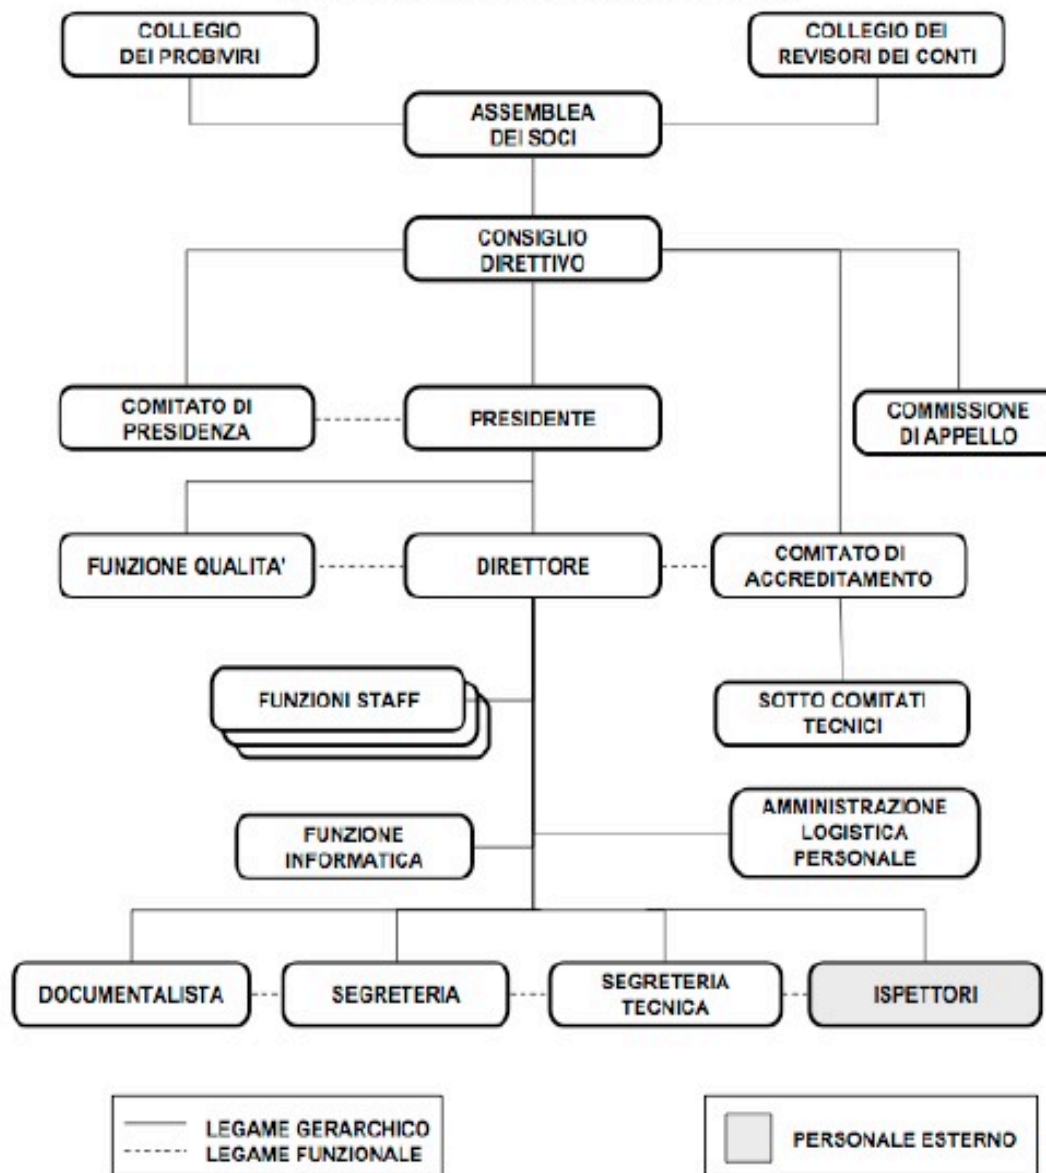 COLLEGIO
DEI PROBIVIRI
COLLEGIO DEI
REVISORI DEI CONTI
ASSEMBLEA
DEI SOCI
CONSIGLIO
DIRETTIVO
COMITATO DI
PRESIDENZA
PRESIDENTE
COMMISSIONE
DI APPELLO
FUNZIONE QUALITA'
DIRETTORE
COMITATO DI
ACCREDITAMENTO
FUNZIONI STAFF
SOTTO COMITATI
TECNICI
FUNZIONE
INFORMATICA
AMMINISTRAZIONE
LOGISTICA
PERSONALE
DOCUMENTALISTA
SEGRETERIA
SEGRETERIA
TECNICA
ISPETTORI
LEGAME GERARCHICO
LEGAME FUNZIONALE
PERSONALE ESTERNO